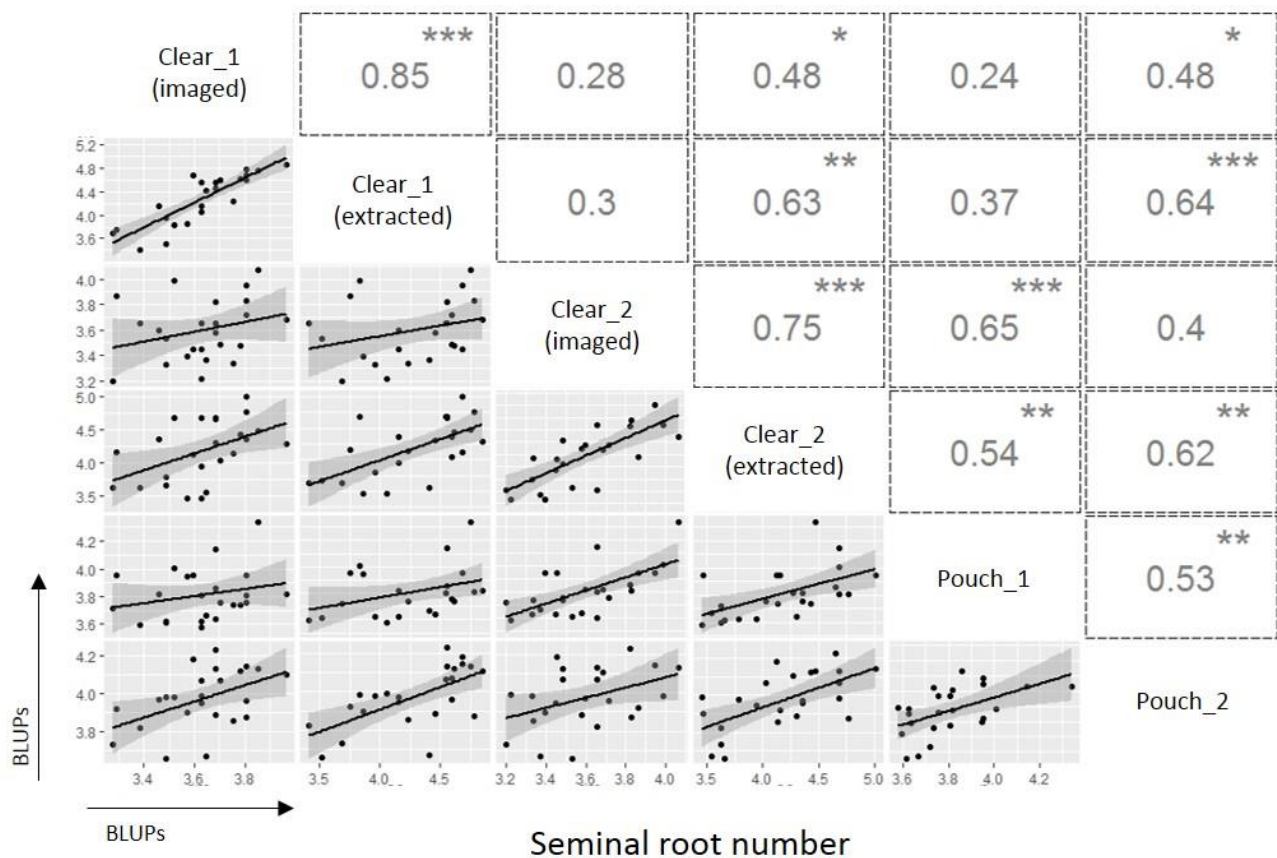 Clear_1
(imaged)
***
0.85
0.28
*
0.48
0.24
*
0.48
5.2
4.8
4.4
4.0
3.6
Clear_1
(extracted)
0.3
**
0.63
0.37
***
0.64
4.0
3.8
3.6
3.4
3.2
Clear_2
(imaged)
***
0.75
***
0.65
0.4
5.0
4.5
4.0
3.5
Clear_2
(extracted)
**
0.54
**
0.62
4.2
4.0
3.8
3.6
Pouch_1
**
0.53
4.2
4.0
3.8
Pouch_2
3.4 3.6 3.8
3.5 4.0 4.5
3.2 3.4 3.6 3.8 4.0
3.5 4.0 4.5 5.0
3.6 3.8 4.0 4.2
BLUPs
BLUPs
Seminal root number